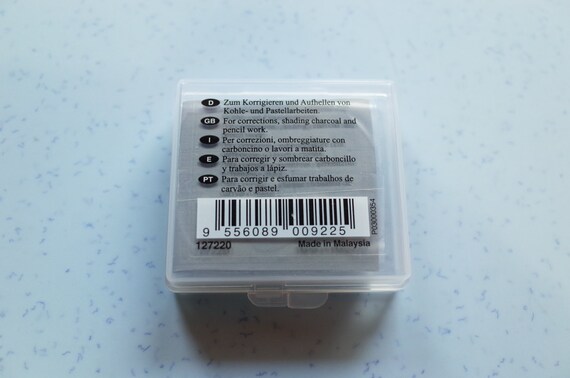 D Zum Korrigieren und Aufhellen von
Kohle- und Pastellarbeiten.
GB For corrections, shading charcoal and
pencil work.
I Per correzioni, ombreggiature con
carboncino o lavori a matita.
E Para corregir y sombrear carboncillo
y trabajos a lápiz.
PT Para corrigir e esfumar trabalhos de
carvão e pastel.
9 556089 009225
P03000354
127220 Made in Malaysia